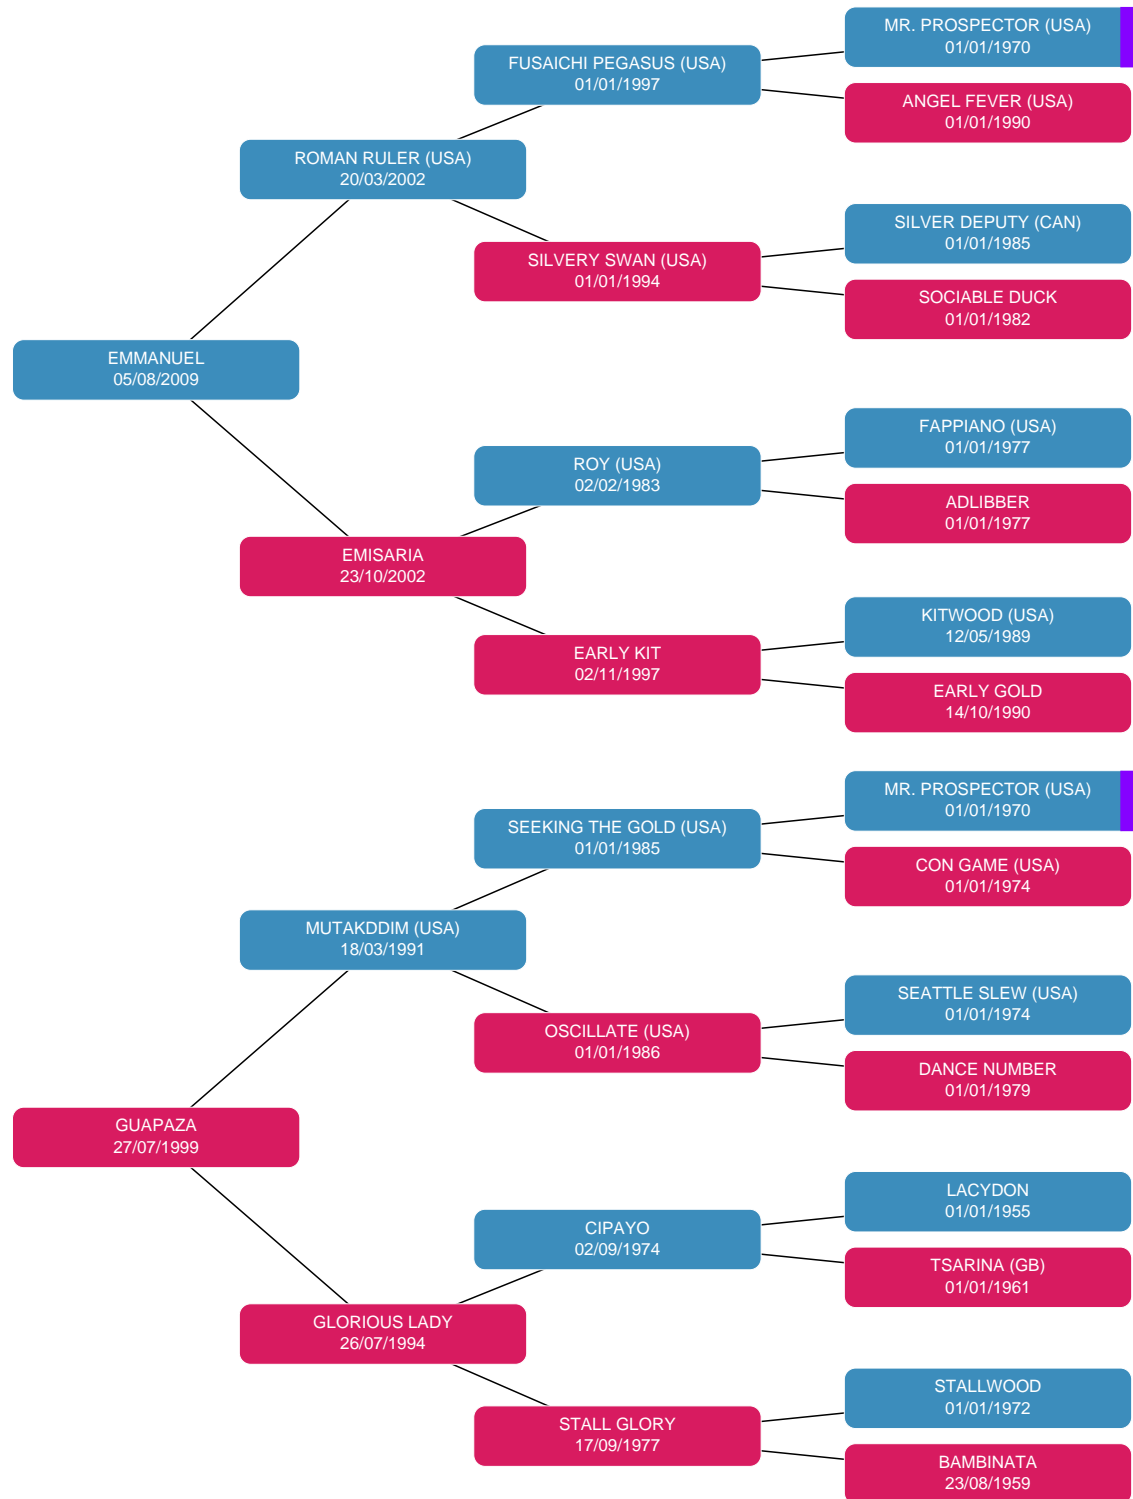 MR. PROSPECTOR (USA)
01/01/1970
FUSAICHI PEGASUS (USA)
01/01/1997
ANGEL FEVER (USA)
01/01/1990
ROMAN RULER (USA)
20/03/2002
SILVER DEPUTY (CAN)
01/01/1985
SILVERY SWAN (USA)
01/01/1994
SOCIABLE DUCK
01/01/1982
EMMANUEL
05/08/2009
FAPPIANO (USA)
01/01/1977
ROY (USA)
02/02/1983
ADLIBBER
01/01/1977
EMISARIA
23/10/2002
KITWOOD (USA)
12/05/1989
EARLY KIT
02/11/1997
EARLY GOLD
14/10/1990
MR. PROSPECTOR (USA)
01/01/1970
SEEKING THE GOLD (USA)
01/01/1985
CON GAME (USA)
01/01/1974
MUTAKDDIM (USA)
18/03/1991
SEATTLE SLEW (USA)
01/01/1974
OSCILLATE (USA)
01/01/1986
DANCE NUMBER
01/01/1979
GUAPAZA
27/07/1999
LACYDON
01/01/1955
CIPAYO
02/09/1974
TSARINA (GB)
01/01/1961
GLORIOUS LADY
26/07/1994
STALLWOOD
01/01/1972
STALL GLORY
17/09/1977
BAMBINATA
23/08/1959